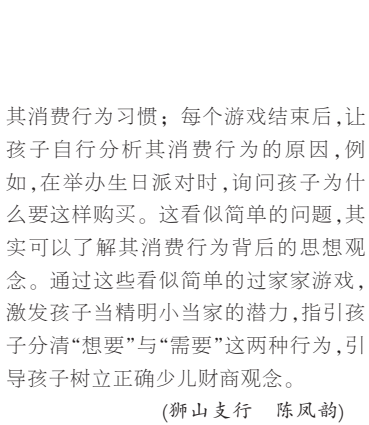 其消费行为习惯；每个游戏结束后,让
孩子自行分析其消费行为的原因,例
如,在举办生日派对时,询问孩子为什
么要这样购买。这看似简单的问题,其
实可以了解其消费行为背后的思想观
念。通过这些看似简单的过家家游戏,
激发孩子当精明小当家的潜力,指引孩
子分清“想要”与“需要”这两种行为,引
导孩子树立正确少儿财商观念。
(狮山支行　陈凤韵)